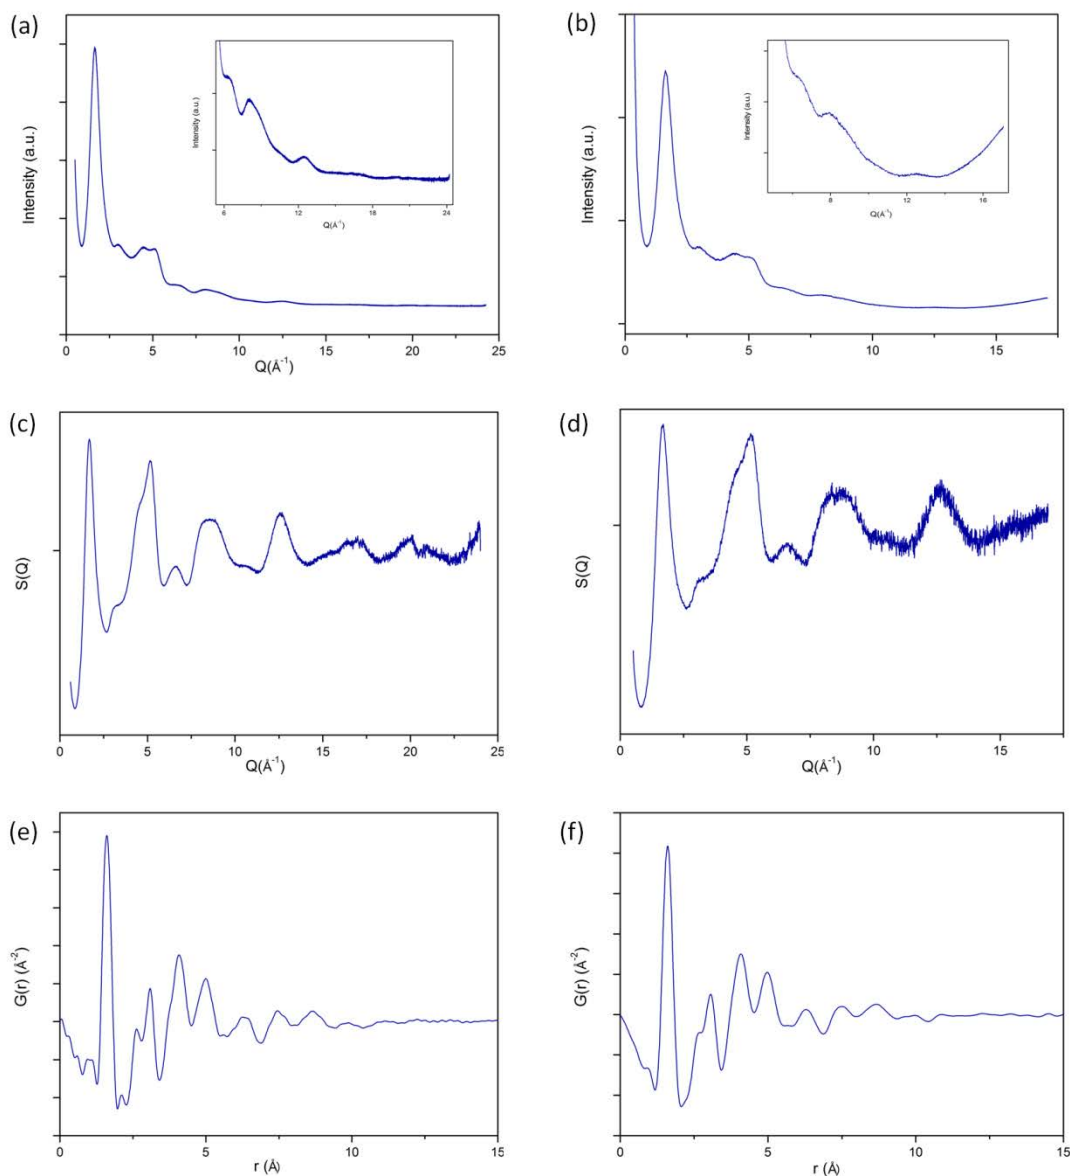 (a)
Intensity (a.u.)
Intensity (a.u.)
6 12 18 24
Q(Å-1)
0 5 10 15 20 25
Q(Å-1)
(b)
Intensity (a.u.)
Intensity (a.u.)
8 12 16
Q(Å-1)
0 5 10 15
(c)
S(Q)
0 5 10 15 20 25
Q(Å-1)
(d)
S(Q)
0 5 10 15
Q(Å-1)
(e)
G(r) (Å-2)
0 5 10 15
r (Å)
(f)
G(r) (Å-2)
0 5 10 15
r (Å)